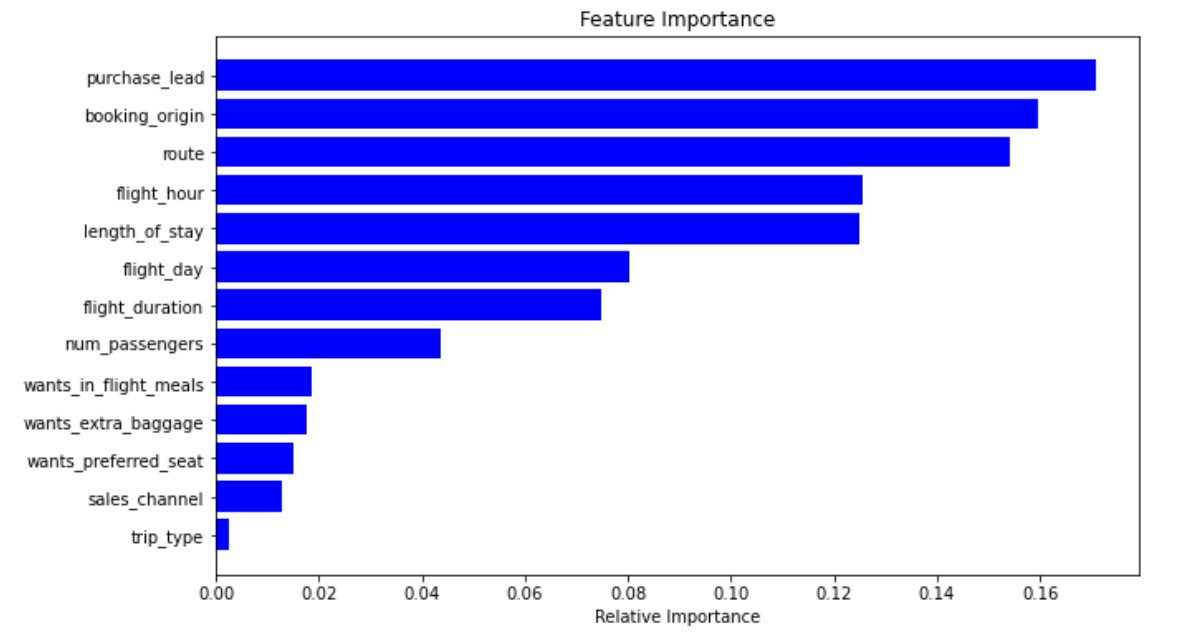 Feature Importance
purchase_lead
booking_origin
route
flight_hour
length_of_stay
flight_day
flight_duration
num_passengers
wants_in_flight_meals
wants_extra_baggage
wants_preferred_seat
sales_channel
trip_type
0.00 0.02 0.04 0.06 0.08 0.10 0.12 0.14 0.16
Relative Importance